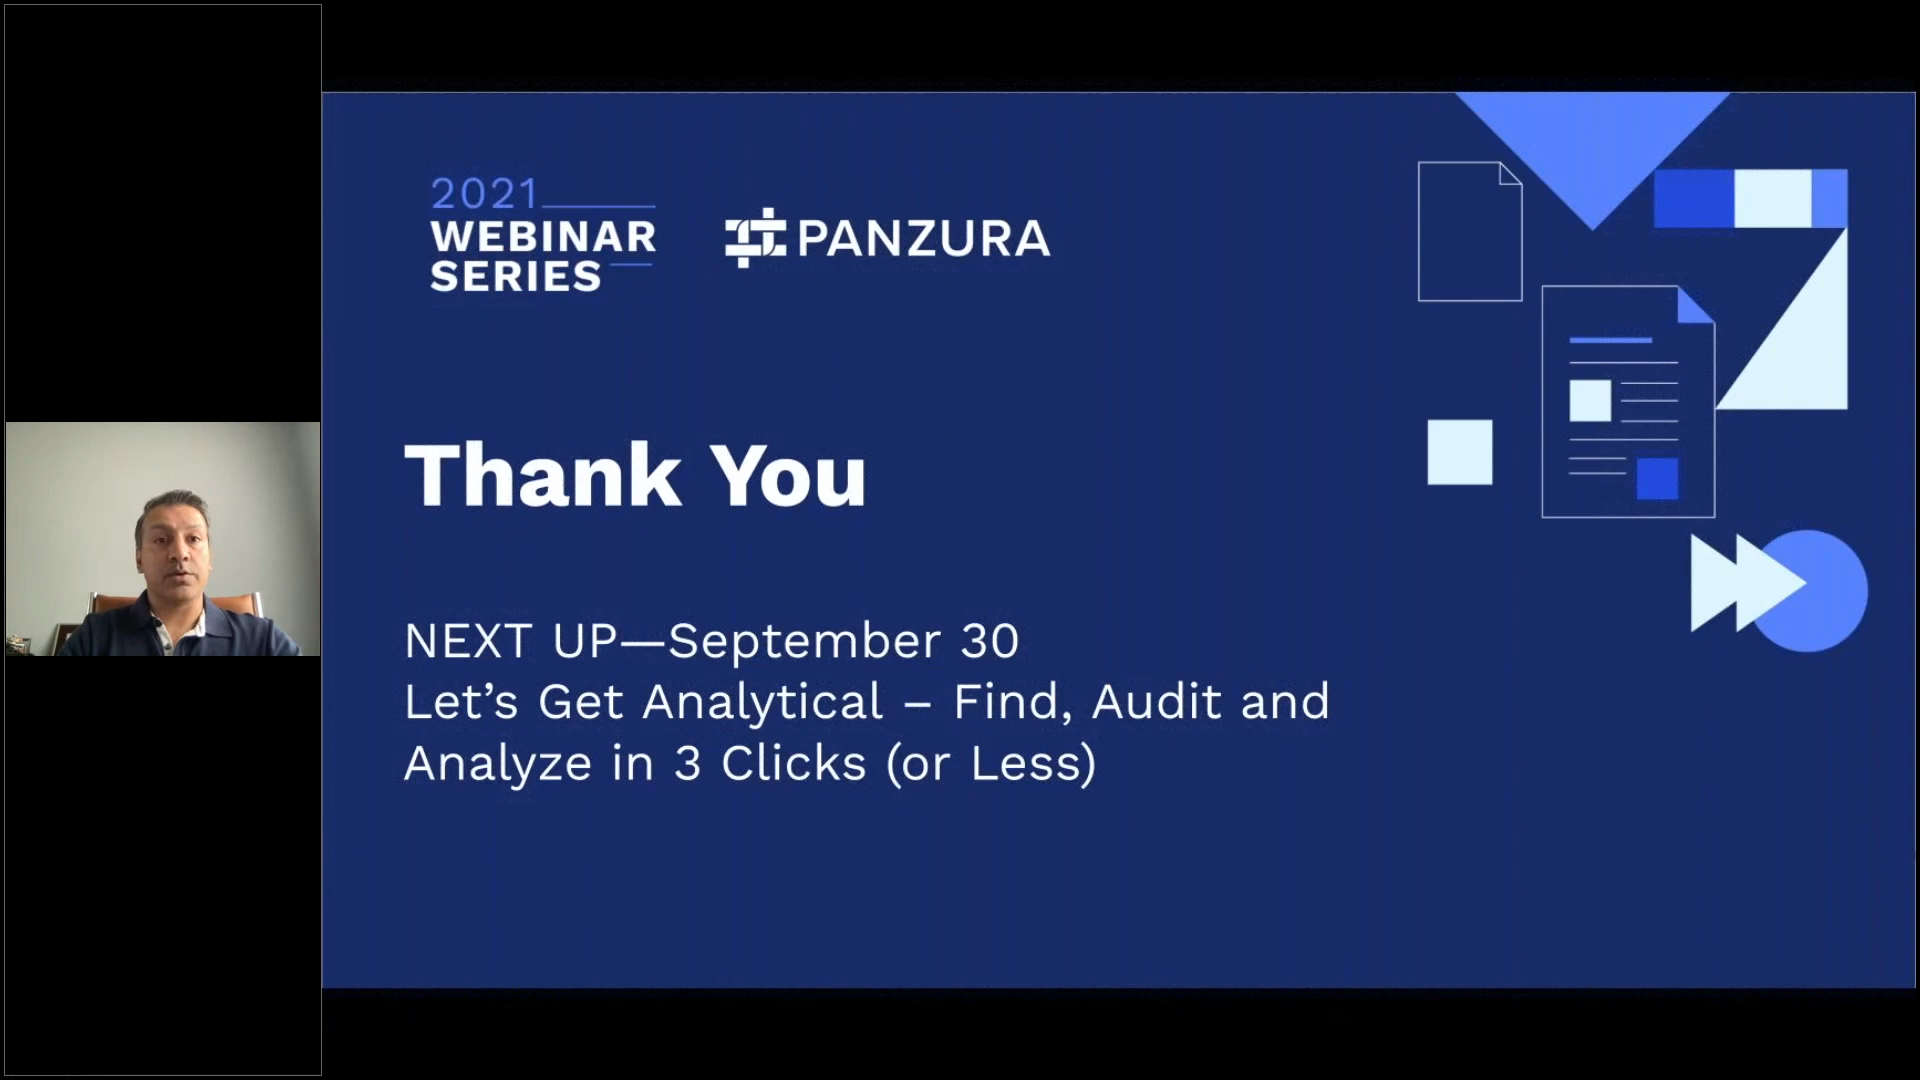 2021
WEBINAR
SERIES
PANZURA
Thank You
NEXT UP—September 30
Let’s Get Analytical – Find, Audit and
Analyze in 3 Clicks (or Less)